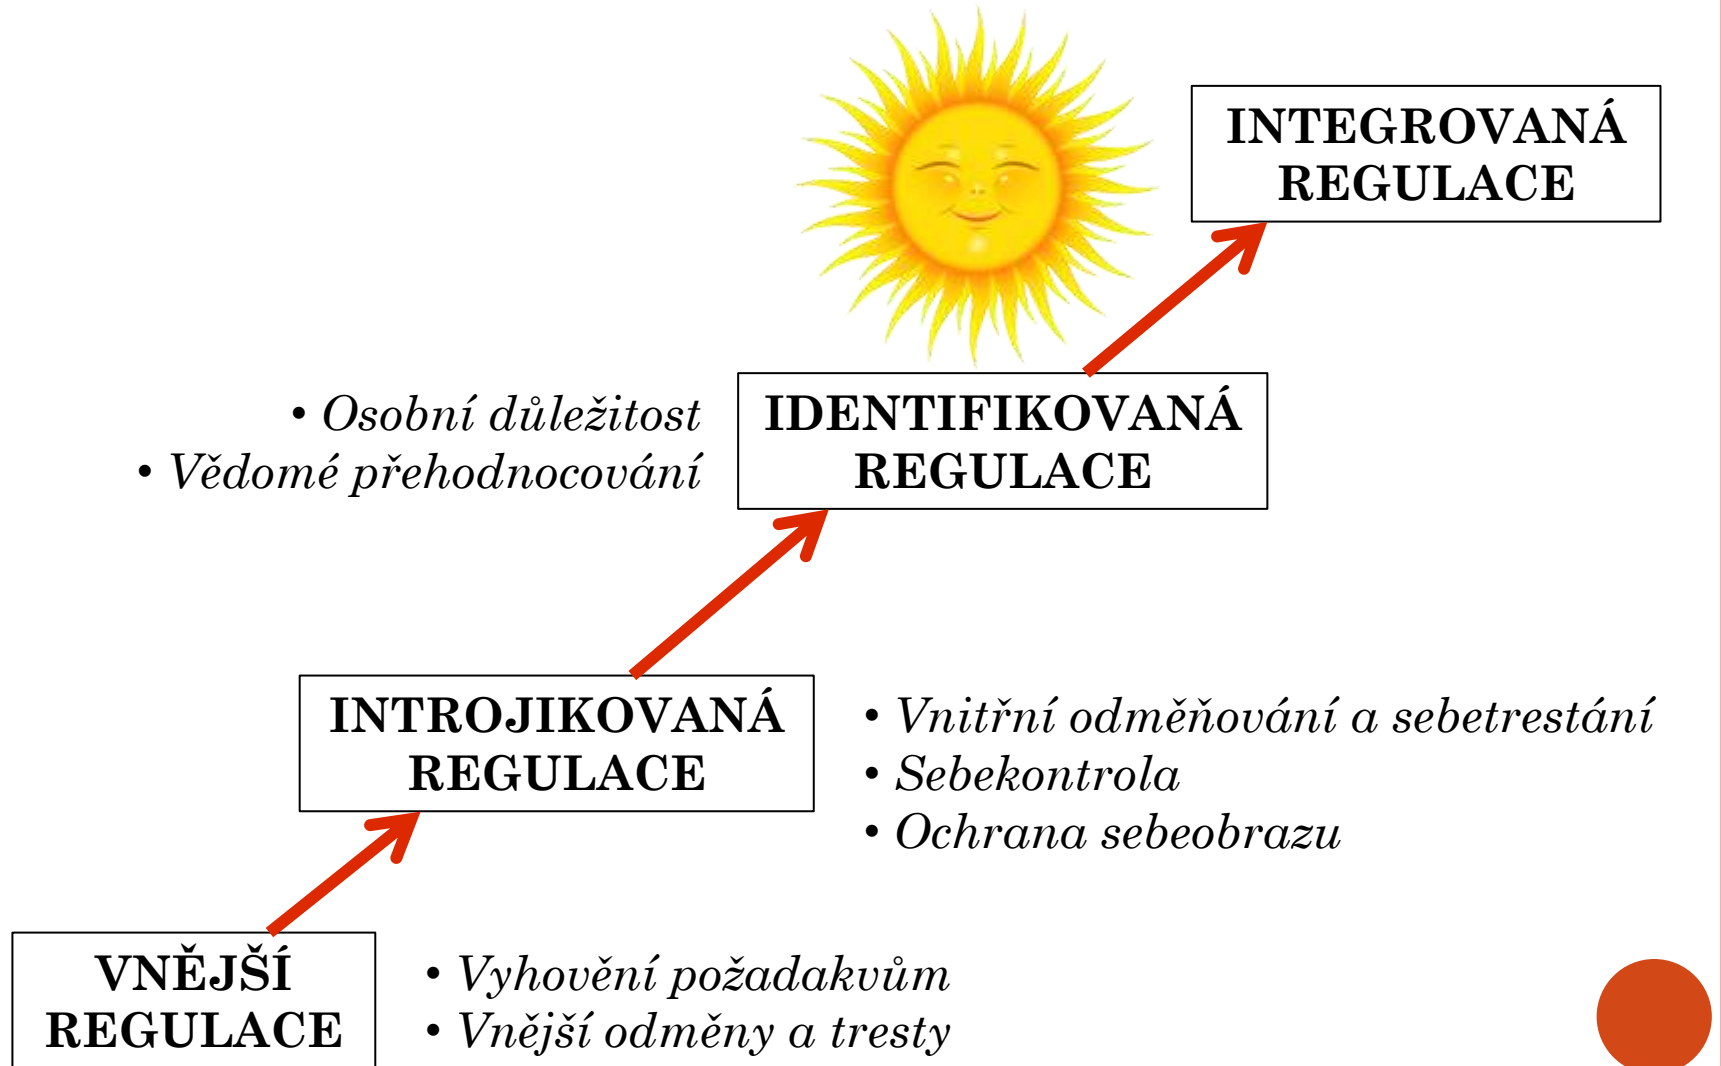 INTEGROVANÁ
REGULACE
• Osobní důležitost
• Vědomé přehodnocování
IDENTIFIKOVANÁ
REGULACE
INTROJIKOVANÁ
REGULACE
• Vnitřní odměňování a sebetrestání
• Sebekontrola
• Ochrana sebeobrazu
VNĚJŠÍ
REGULACE
• Vyhovění požadakvům
• Vnější odměny a tresty